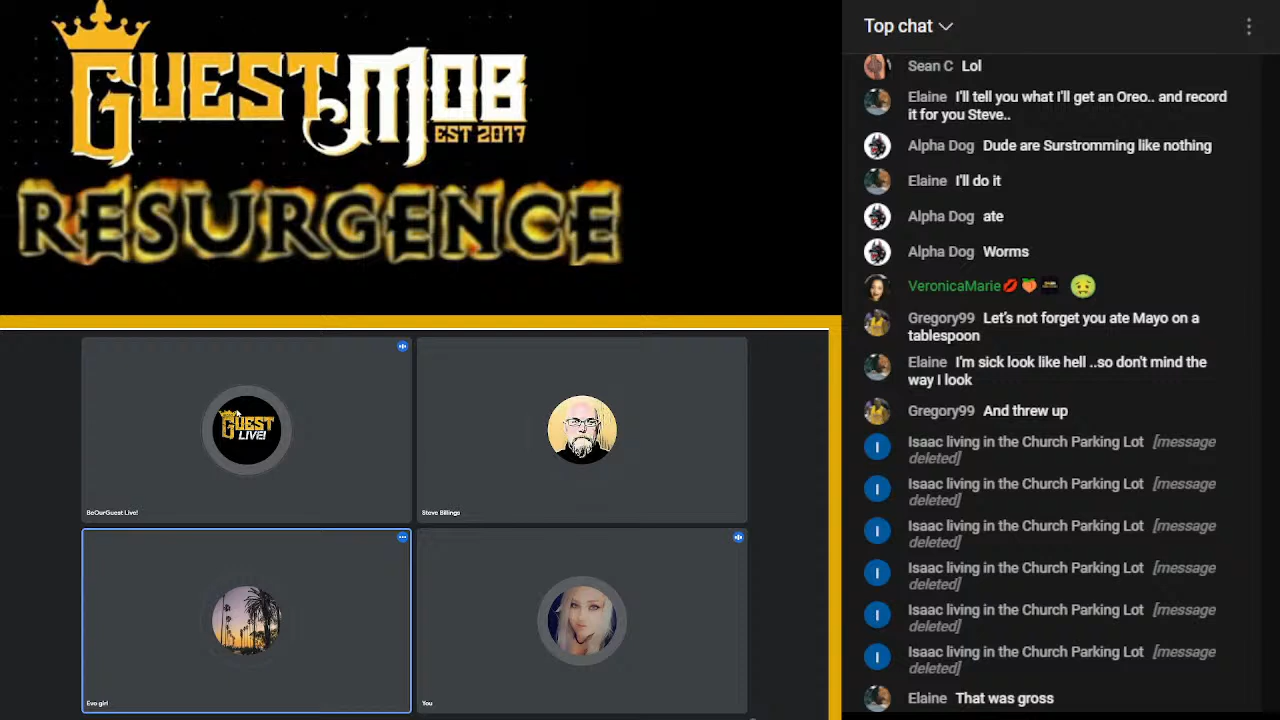 GUEST MOB
EST 2017
RESURGENCE
GUEST
LIVE!
BeOurGuest Live!
Steve Billings
Evo girl
You
Top chat
Sean C Lol
Elaine I'll tell you what I'll get an Oreo.. and record
it for you Steve..
Alpha Dog Dude are Surstromming like nothing
Elaine I'll do it
Alpha Dog ate
Alpha Dog Worms
VeronicaMarie💋🍑 🤢
Gregory99 Let's not forget you ate Mayo on a
tablespoon
Elaine I'm sick look like hell ..so don't mind the
way I look
Gregory99 And threw up
I Isaac living in the Church Parking Lot [message
deleted]
I Isaac living in the Church Parking Lot [message
deleted]
I Isaac living in the Church Parking Lot [message
deleted]
I Isaac living in the Church Parking Lot [message
deleted]
I Isaac living in the Church Parking Lot [message
deleted]
I Isaac living in the Church Parking Lot [message
deleted]
Elaine That was gross